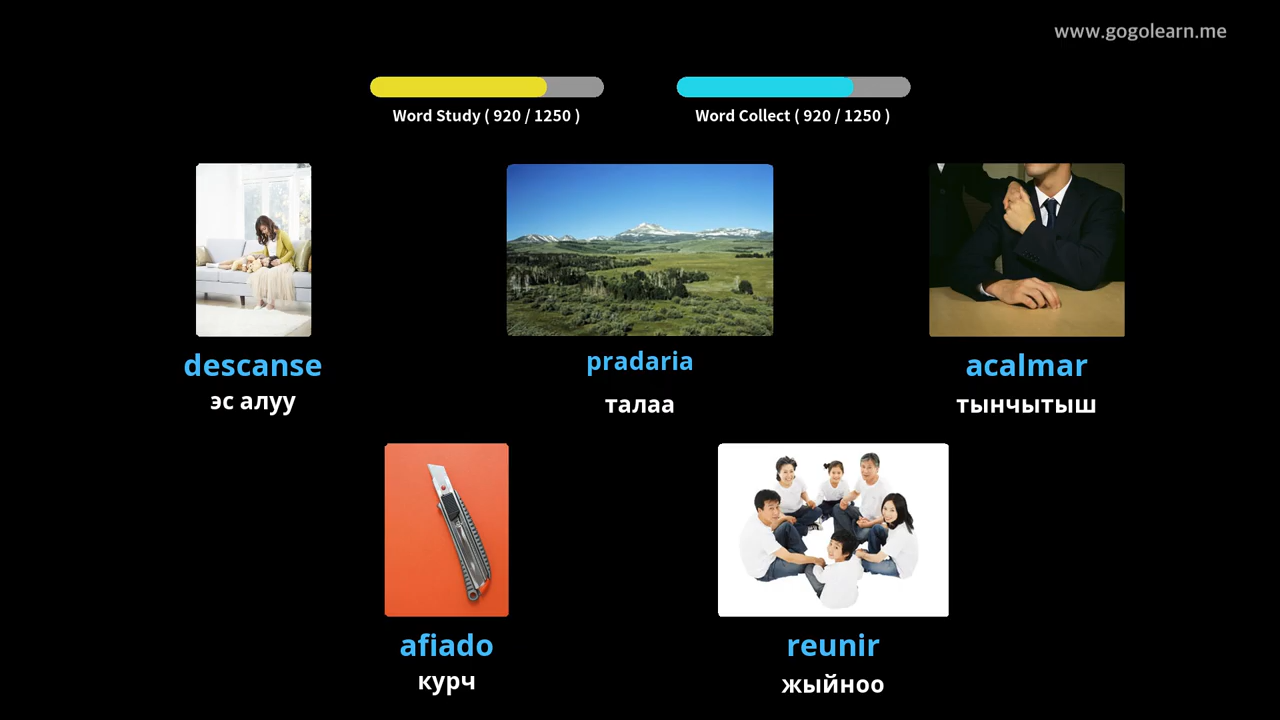 www.gogolearn.me
Word Study ( 920 / 1250 )
Word Collect ( 920 / 1250 )
descanse
эс алуу
pradaria
талаа
acalmar
тынчытыш
afiado
курч
reunir
жыйноо